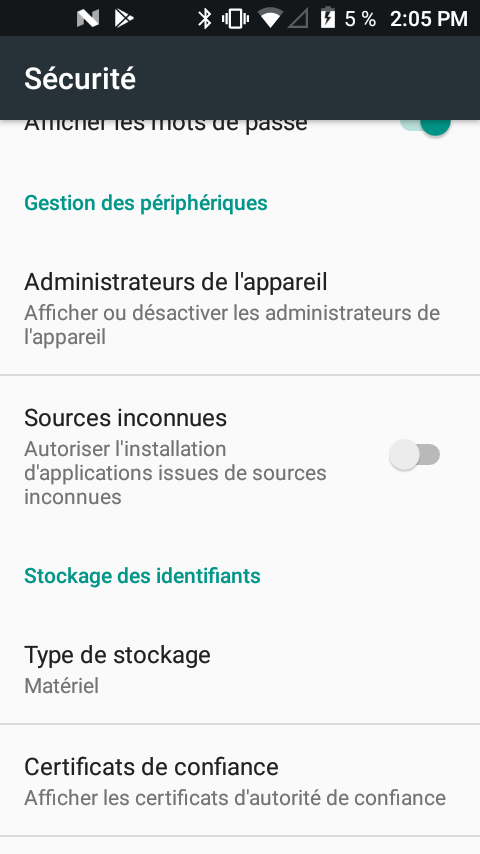 5 % 2:05 PM
Sécurité
Afficher les mots de passe
Gestion des périphériques
Administrateurs de l'appareil
Afficher ou désactiver les administrateurs de
l'appareil
Sources inconnues
Autoriser l'installation
d'applications issues de sources
inconnues
Stockage des identifiants
Type de stockage
Matériel
Certificats de confiance
Afficher les certificats d'autorité de confiance